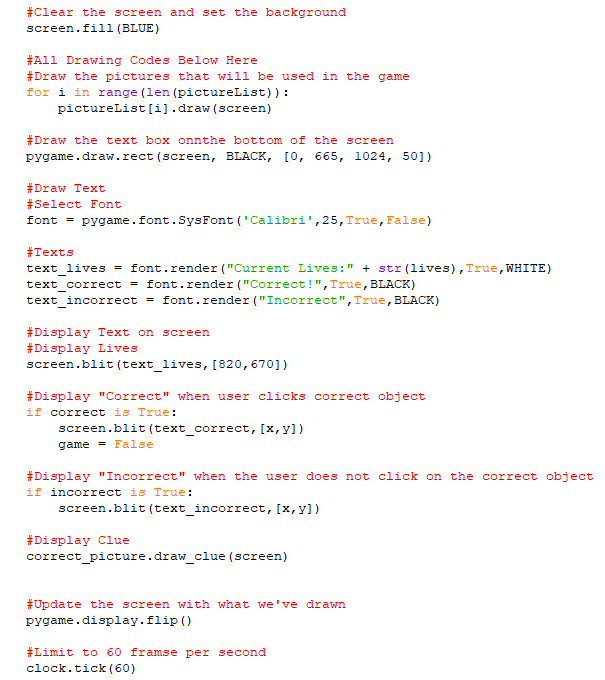 #Clear the screen and set the background
screen.fill(BLUE)
#All Drawing Codes Below Here
#Draw the pictures that will be used in the game
for i in range(len(pictureList)):
    pictureList[i].draw(screen)
#Draw the text box onnthe bottom of the screen
pygame.draw.rect(screen, BLACK, [0, 665, 1024, 50])
#Draw Text
#Select Font
font = pygame.font.SysFont('Calibri',25,True,False)
#Texts
text_lives = font.render("Current Lives:" + str(lives),True,WHITE)
text_correct = font.render("Correct!",True,BLACK)
text_incorrect = font.render("Incorrect",True,BLACK)
#Display Text on screen
#Display Lives
screen.blit(text_lives,[820,670])
#Display "Correct" when user clicks correct object
if correct is True:
    screen.blit(text_correct,[x,y])
    game = False
#Display "Incorrect" when the user does not click on the correct object
if incorrect is True:
    screen.blit(text_incorrect,[x,y])
#Display Clue
correct_picture.draw_clue(screen)
#Update the screen with what we've drawn
pygame.display.flip()
#Limit to 60 framse per second
clock.tick(60)